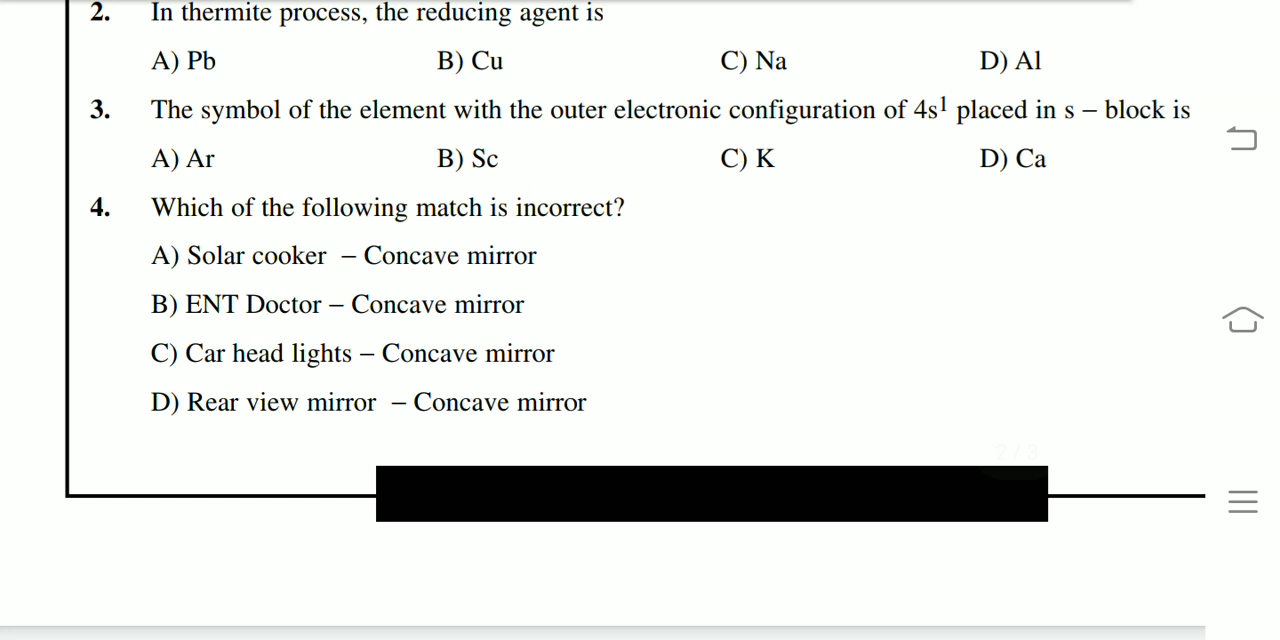 2. In thermite process, the reducing agent is
A) Pb B) Cu C) Na D) Al
3. The symbol of the element with the outer electronic configuration of 4s¹ placed in s – block is
A) Ar B) Sc C) K D) Ca
4. Which of the following match is incorrect?
A) Solar cooker – Concave mirror
B) ENT Doctor – Concave mirror
C) Car head lights – Concave mirror
D) Rear view mirror – Concave mirror
2 / 3